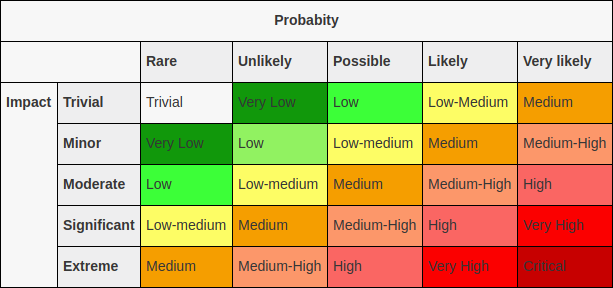 Probabity
Rare Unlikely Possible Likely Very likely
Impact Trivial Trivial Very Low Low Low-Medium Medium
Minor Very Low Low Low-medium Medium Medium-High
Moderate Low Low-medium Medium Medium-High High
Significant Low-medium Medium Medium-High High Very High
Extreme Medium Medium-High High Very High Critical